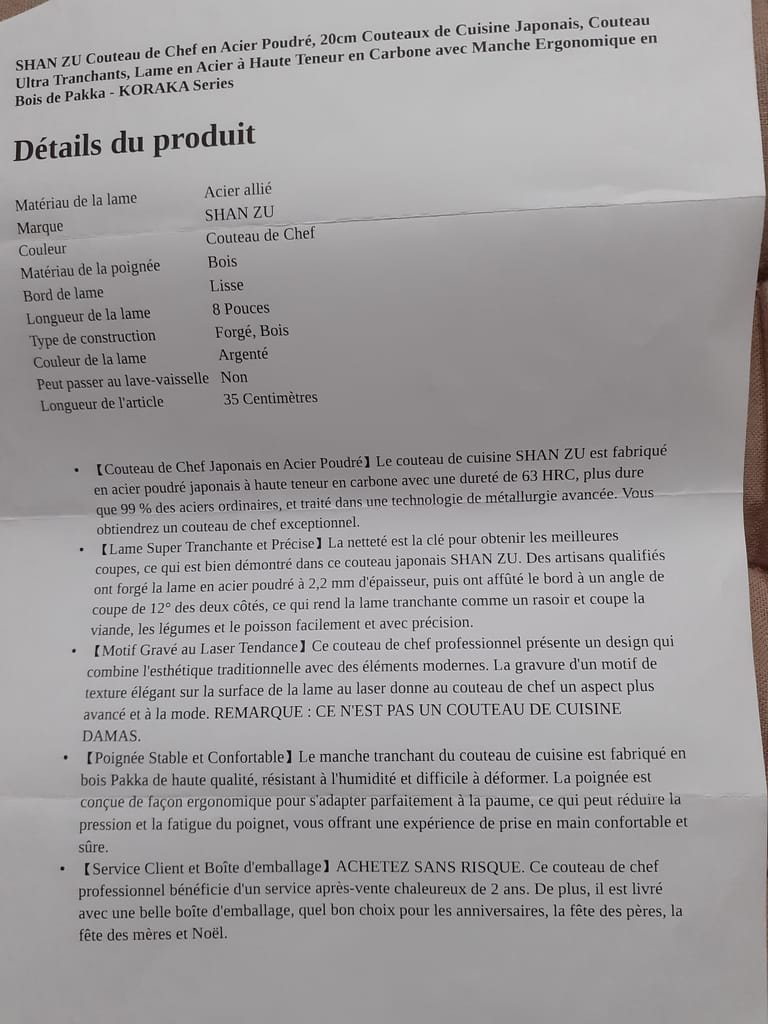 SHAN ZU Couteau de Chef en Acier Poudré, 20cm Couteaux de Cuisine Japonais, Couteau
Ultra Tranchants, Lame en Acier à Haute Teneur en Carbone avec Manche Ergonomique en
Bois de Pakka - KORAKA Series
Détails du produit
Matériau de la lame Acier allié
Marque SHAN ZU
Couleur Couteau de Chef
Matériau de la poignée Bois
Bord de lame Lisse
Longueur de la lame 8 Pouces
Type de construction Forgé, Bois
Couleur de la lame Argenté
Peut passer au lave-vaisselle Non
Longueur de l'article 35 Centimètres
• 【Couteau de Chef Japonais en Acier Poudré】Le couteau de cuisine SHAN ZU est fabriqué
en acier poudré japonais à haute teneur en carbone avec une dureté de 63 HRC, plus dure
que 99 % des aciers ordinaires, et traité dans une technologie de métallurgie avancée. Vous
obtiendrez un couteau de chef exceptionnel.
• 【Lame Super Tranchante et Précise】La netteté est la clé pour obtenir les meilleures
coupes, ce qui est bien démontré dans ce couteau japonais SHAN ZU. Des artisans qualifiés
ont forgé la lame en acier poudré à 2,2 mm d'épaisseur, puis ont affûté le bord à un angle de
coupe de 12° des deux côtés, ce qui rend la lame tranchante comme un rasoir et coupe la
viande, les légumes et le poisson facilement et avec précision.
• 【Motif Gravé au Laser Tendance】Ce couteau de chef professionnel présente un design qui
combine l'esthétique traditionnelle avec des éléments modernes. La gravure d'un motif de
texture élégant sur la surface de la lame au laser donne au couteau de chef un aspect plus
avancé et à la mode. REMARQUE : CE N'EST PAS UN COUTEAU DE CUISINE
DAMAS.
• 【Poignée Stable et Confortable】Le manche tranchant du couteau de cuisine est fabriqué en
bois Pakka de haute qualité, résistant à l'humidité et difficile à déformer. La poignée est
conçue de façon ergonomique pour s'adapter parfaitement à la paume, ce qui peut réduire la
pression et la fatigue du poignet, vous offrant une expérience de prise en main confortable et
sûre.
• 【Service Client et Boîte d'emballage】ACHETEZ SANS RISQUE. Ce couteau de chef
professionnel bénéficie d'un service après-vente chaleureux de 2 ans. De plus, il est livré
avec une belle boîte d'emballage, quel bon choix pour les anniversaires, la fête des pères, la
fête des mères et Noël.